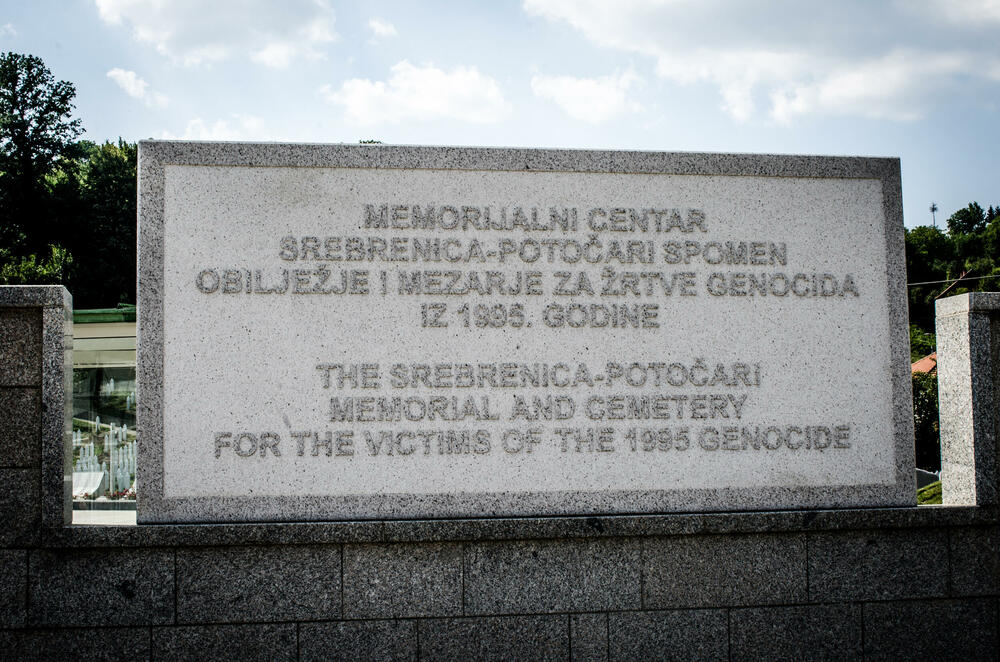 MEMORIJALNI CENTAR
SREBRENICA-POTOČARI SPOMEN
OBILJEŽJE I MEZARJE ZA ŽRTVE GENOCIDA
IZ 1995. GODINE
THE SREBRENICA-POTOČARI
MEMORIAL AND CEMETERY
FOR THE VICTIMS OF THE 1995 GENOCIDE